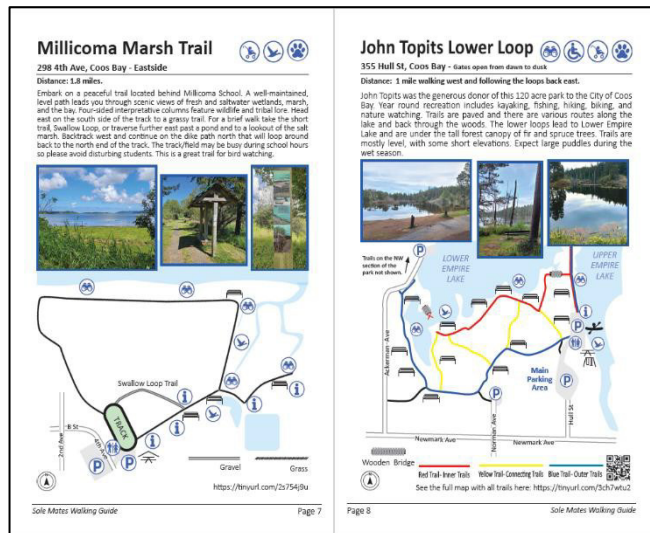 Millicoma Marsh Trail
298 4th Ave, Coos Bay - Eastside
Distance: 1.8 miles.
Embark on a peaceful trail located behind Millicoma School. A well-maintained,
level path leads you through scenic views of fresh and saltwater wetlands, marsh,
and the bay, Four-sided interpretative columns feature wildlife and tribal lore. Head
east on the south side of the track to a grassy trail. For a brief walk take the short
trail, Swallow Loop, or traverse further east past a pond and to a lookout of the salt
marsh. Backtrack west and continue on the dike path north that will loop around
back to the north end of the track. The track/field may be busy during school hours
so please avoid disturbing students. This is a great trail for bird watching.
Swallow Loop Trail
TRACK
2nd Ave
B St
4th Ave
P
P
Gravel
Grass
https://tinyurl.com/2s754j9u
Sole Mates Walking Guide
Page 7
John Topits Lower Loop
355 Hull St, Coos Bay - Gates open from dawn to dusk
Distance: 1 mile walking west and following the loops back east.
John Topits was the generous donor of this 120 acre park to the City of Coos
Bay. Year round recreation includes kayaking, fishing, hiking, biking, and
nature watching. Trails are paved and there are various routes along the
lake and back through the woods. The lower loops lead to Lower Empire
Lake and are under the tall forest canopy of fir and spruce trees. Trails are
mostly level, with some short elevations. Expect large puddles during the
wet season.
Trails on the NW
section of the
park not shown.
P
LOWER
EMPIRE
LAKE
UPPER
EMPIRE
LAKE
Ackerman Ave
P
Main
Parking
Area
P
P
Norman Ave
Hull St
Newmark Ave
Newmark Ave
Wooden Bridge
Red Trail- Inner Trails
Yellow Trail-Connecting Trails
Blue Trail- Outer Trails
See the full map with all trails here: https://tinyurl.com/3ch7wtu2
Page 8
Sole Mates Walking Guide